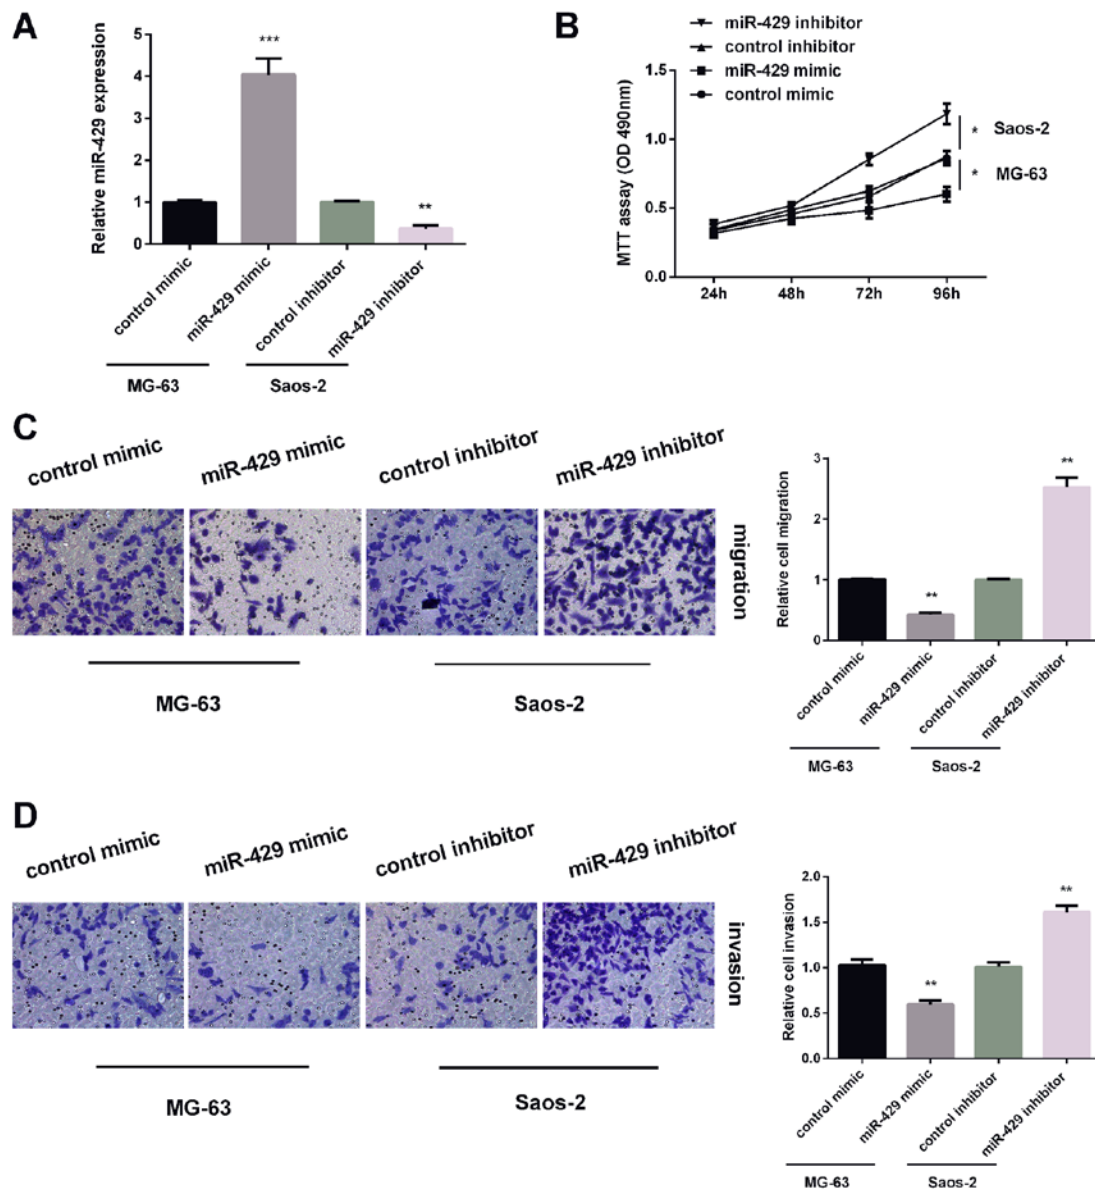 A
Relative miR-429 expression
5
4
3
2
1
0
***
**
control mimic
miR-429 mimic
control inhibitor
miR-429 inhibitor
MG-63
Saos-2
B
miR-429 inhibitor
control inhibitor
miR-429 mimic
control mimic
MTT assay (OD 490nm)
1.5
1.0
0.5
0.0
24h
48h
72h
96h
* Saos-2
* MG-63
C
control mimic
miR-429 mimic
control inhibitor
miR-429 inhibitor
migration
MG-63
Saos-2
Relative cell migration
3
2
1
0
**
**
control mimic
miR-429 mimic
control inhibitor
miR-429 inhibitor
MG-63
Saos-2
D
control mimic
miR-429 mimic
control inhibitor
miR-429 inhibitor
invasion
MG-63
Saos-2
Relative cell invasion
2.0
1.5
1.0
0.5
0.0
**
**
control mimic
miR-429 mimic
control inhibitor
miR-429 inhibitor
MG-63
Saos-2